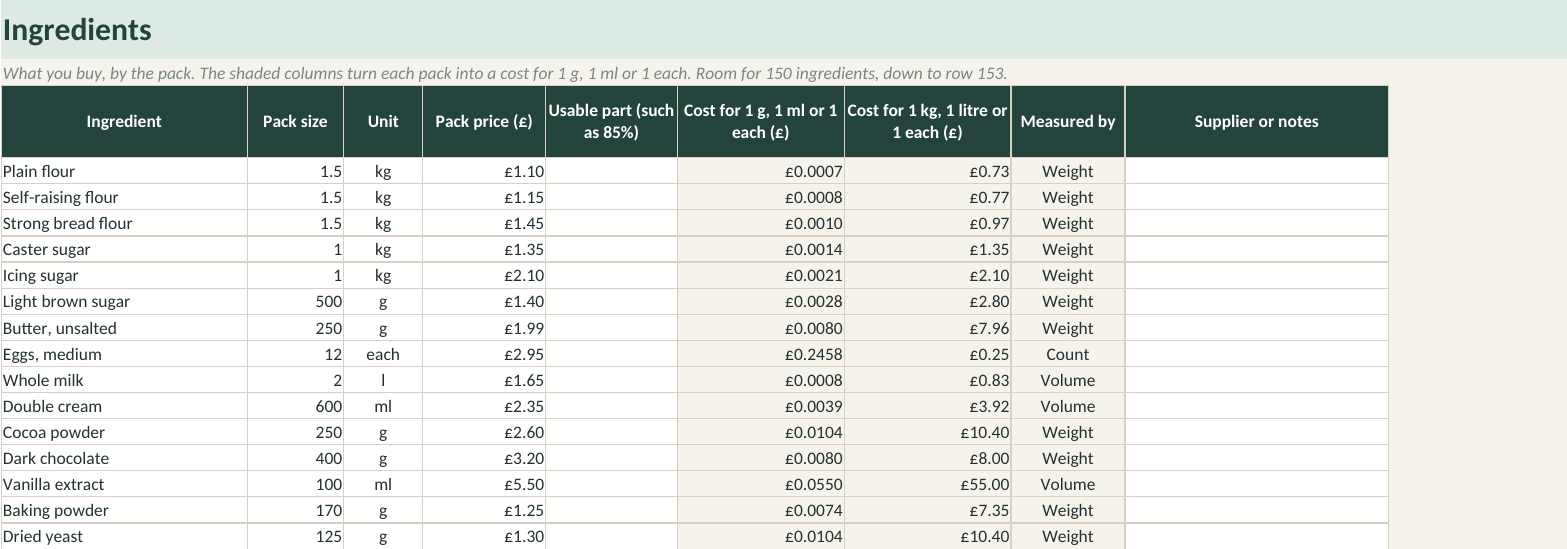 Ingredients
What you buy, by the pack. The shaded columns turn each pack into a cost for 1 g, 1 ml or 1 each. Room for 150 ingredients, down to row 153.
Ingredient Pack size Unit Pack price (£) Usable part (such as 85%) Cost for 1 g, 1 ml or 1 each (£) Cost for 1 kg, 1 litre or 1 each (£) Measured by Supplier or notes
Plain flour 1.5 kg £1.10 £0.0007 £0.73 Weight
Self-raising flour 1.5 kg £1.15 £0.0008 £0.77 Weight
Strong bread flour 1.5 kg £1.45 £0.0010 £0.97 Weight
Caster sugar 1 kg £1.35 £0.0014 £1.35 Weight
Icing sugar 1 kg £2.10 £0.0021 £2.10 Weight
Light brown sugar 500 g £1.40 £0.0028 £2.80 Weight
Butter, unsalted 250 g £1.99 £0.0080 £7.96 Weight
Eggs, medium 12 each £2.95 £0.2458 £0.25 Count
Whole milk 2 l £1.65 £0.0008 £0.83 Volume
Double cream 600 ml £2.35 £0.0039 £3.92 Volume
Cocoa powder 250 g £2.60 £0.0104 £10.40 Weight
Dark chocolate 400 g £3.20 £0.0080 £8.00 Weight
Vanilla extract 100 ml £5.50 £0.0550 £55.00 Volume
Baking powder 170 g £1.25 £0.0074 £7.35 Weight
Dried yeast 125 g £1.30 £0.0104 £10.40 Weight